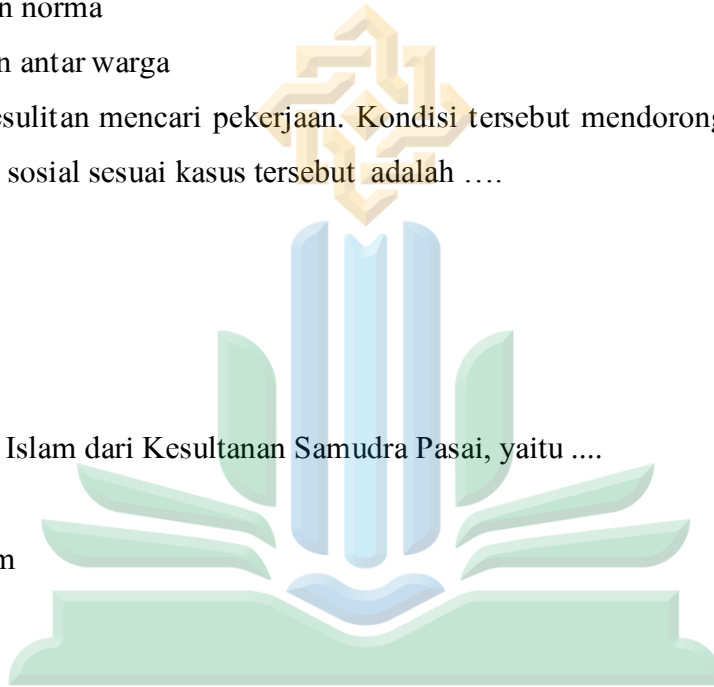 n norma
n antar warga
esulitan mencari pekerjaan. Kondisi tersebut mendorong
sosial sesuai kasus tersebut adalah ….
Islam dari Kesultanan Samudra Pasai, yaitu ....
m